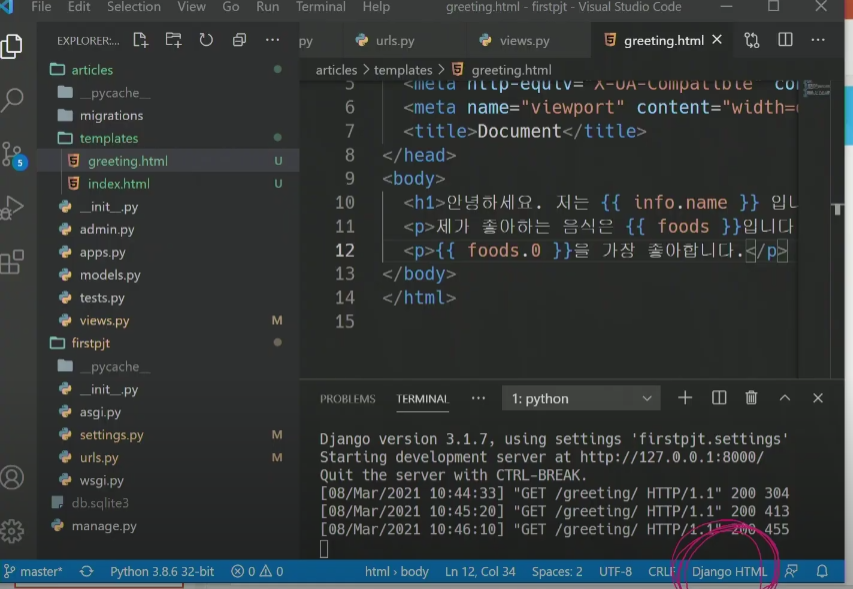 File Edit Selection View Go Run Terminal Help greeting.html - firstpjt - Visual Studio Code
EXPLORER:... py urls.py views.py greeting.html
articles
articles > templates > greeting.html
__pycache__
migrations
templates
greeting.html U
index.html U
__init__.py
admin.py
apps.py
models.py
tests.py
views.py M
firstpjt
__pycache__
__init__.py
asgi.py
settings.py M
urls.py M
wsgi.py
db.sqlite3
manage.py
5
5 <meta http-equiv="X-UA-Compatible"
6 <meta name="viewport" content="width=
7 <title>Document</title>
8 </head>
9 <body>
10 <h1>안녕하세요. 저는 {{ info.name }} 입니
11 <p>제가 좋아하는 음식은 {{ foods }}입니다
12 <p>{{ foods.0 }}을 가장 좋아합니다.</p>
13 </body>
14 </html>
15
PROBLEMS TERMINAL ... 1: python
Django version 3.1.7, using settings 'firstpjt.settings'
Starting development server at http://127.0.0.1:8000/
Quit the server with CTRL-BREAK.
[08/Mar/2021 10:44:33] "GET /greeting/ HTTP/1.1" 200 304
[08/Mar/2021 10:45:20] "GET /greeting/ HTTP/1.1" 200 413
[08/Mar/2021 10:46:10] "GET /greeting/ HTTP/1.1" 200 455
master* Python 3.8.6 32-bit 0 0 html > body Ln 12, Col 34 Spaces: 2 UTF-8 CRLF Django HTML